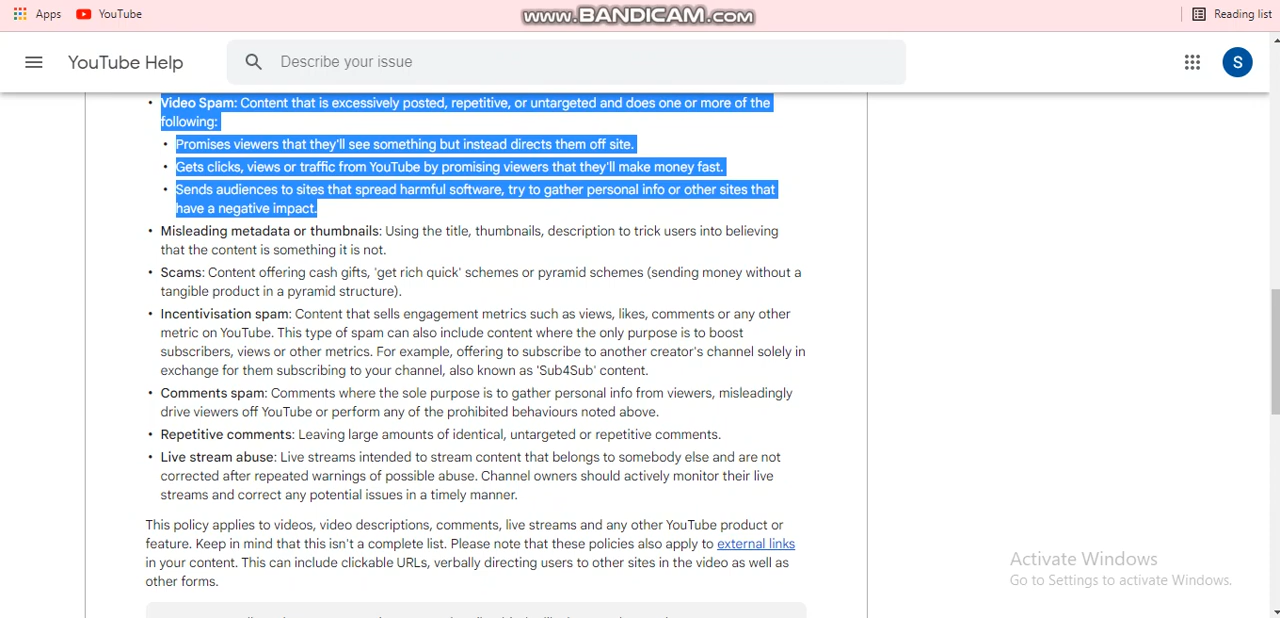 Apps
YouTube
www.BANDICAM.com
Reading list
YouTube Help
Describe your issue
S
• Video Spam: Content that is excessively posted, repetitive, or untargeted and does one or more of the
following:
• Promises viewers that they'll see something but instead directs them off site.
• Gets clicks, views or traffic from YouTube by promising viewers that they'll make money fast.
• Sends audiences to sites that spread harmful software, try to gather personal info or other sites that
have a negative impact.
• Misleading metadata or thumbnails: Using the title, thumbnails, description to trick users into believing
that the content is something it is not.
• Scams: Content offering cash gifts, 'get rich quick' schemes or pyramid schemes (sending money without a
tangible product in a pyramid structure).
• Incentivisation spam: Content that sells engagement metrics such as views, likes, comments or any other
metric on YouTube. This type of spam can also include content where the only purpose is to boost
subscribers, views or other metrics. For example, offering to subscribe to another creator's channel solely in
exchange for them subscribing to your channel, also known as 'Sub4Sub' content.
• Comments spam: Comments where the sole purpose is to gather personal info from viewers, misleadingly
drive viewers off YouTube or perform any of the prohibited behaviours noted above.
• Repetitive comments: Leaving large amounts of identical, untargeted or repetitive comments.
• Live stream abuse: Live streams intended to stream content that belongs to somebody else and are not
corrected after repeated warnings of possible abuse. Channel owners should actively monitor their live
streams and correct any potential issues in a timely manner.
This policy applies to videos, video descriptions, comments, live streams and any other YouTube product or
feature. Keep in mind that this isn't a complete list. Please note that these policies also apply to external links
in your content. This can include clickable URLs, verbally directing users to other sites in the video as well as
other forms.
Activate Windows
Go to Settings to activate Windows.